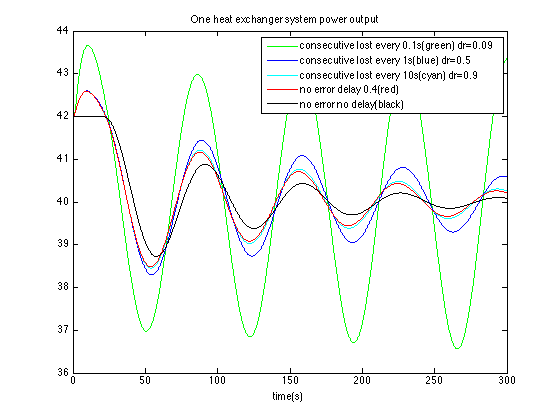 One heat exchanger system power output
consecutive lost every 0.1s(green) dr=0.09
consecutive lost every 1s(blue) dr=0.5
consecutive lost every 10s(cyan) dr=0.9
no error delay 0.4(red)
no error no delay(black)
44
43
42
41
40
39
38
37
36
0
50
100
150
200
250
300
time(s)